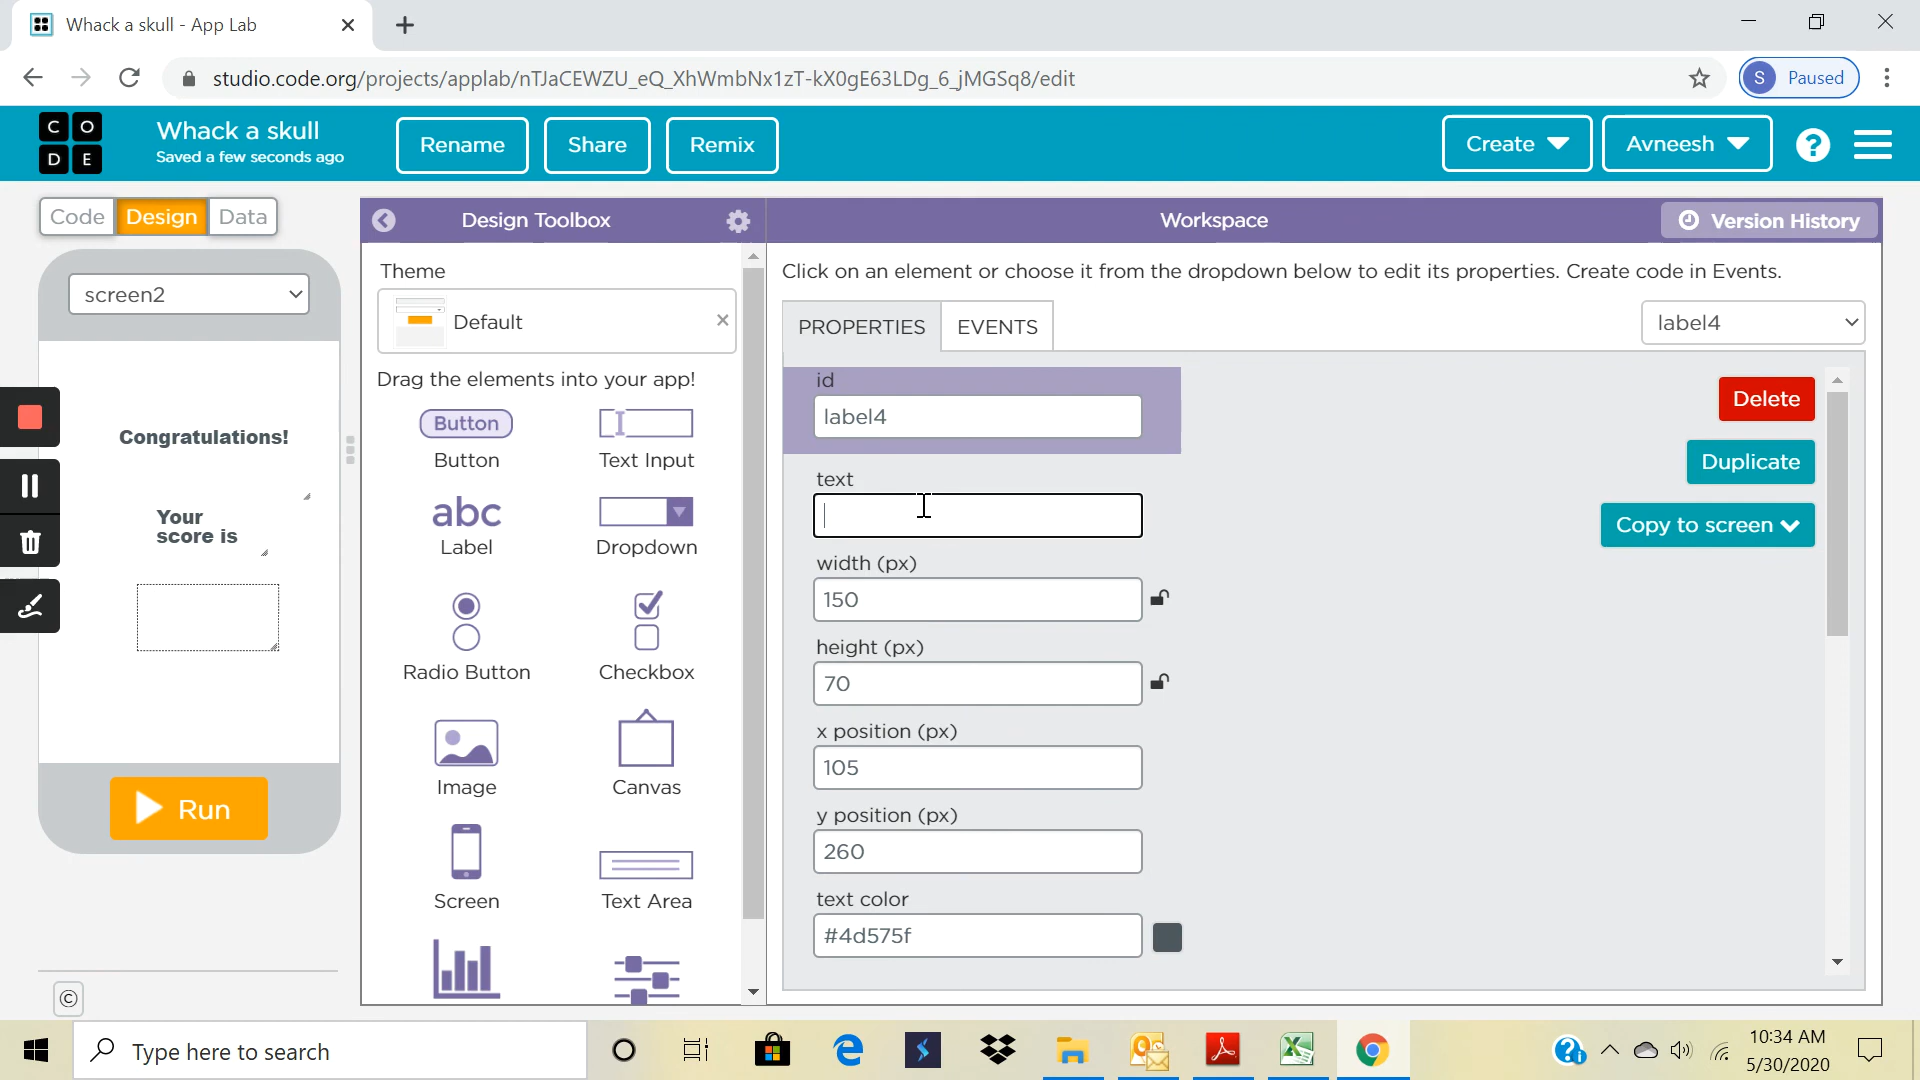 Whack a skull - App Lab
studio.code.org/projects/applab/nTJaCEWZU_eQ_XhWmbNx1zT-kX0gE63LDg_6_jMGSq8/edit
S Paused
C O D E
Whack a skull
Saved a few seconds ago
Rename
Share
Remix
Create
Avneesh
?
Code
Design
Data
Design Toolbox
Workspace
Version History
screen2
Theme
Default
Click on an element or choose it from the dropdown below to edit its properties. Create code in Events.
PROPERTIES
EVENTS
label4
Drag the elements into your app!
Button
Button
Text Input
abc
Label
Dropdown
Radio Button
Checkbox
Image
Canvas
Screen
Text Area
Congratulations!
Your
score is
Run
©
id
label4
text
width (px)
150
height (px)
70
x position (px)
105
y position (px)
260
text color
#4d575f
Delete
Duplicate
Copy to screen
Type here to search
10:34 AM
5/30/2020